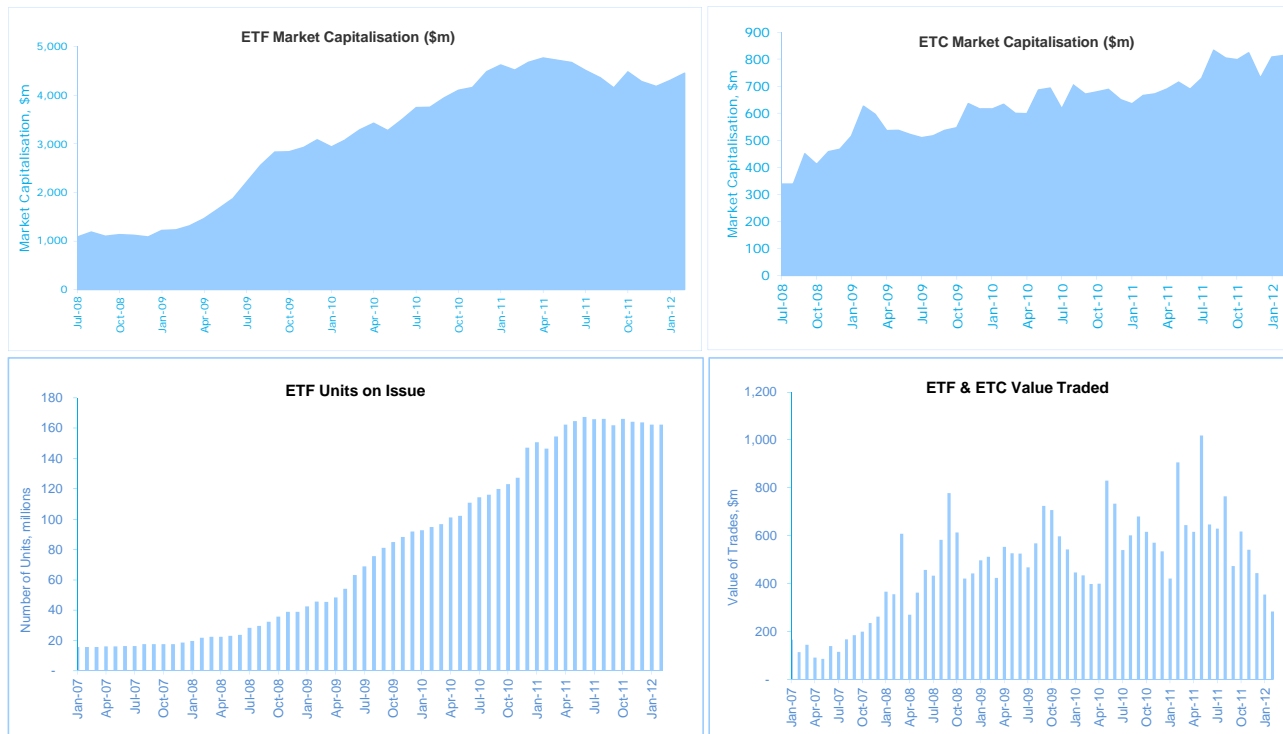 ETF Market Capitalisation ($m)
Market Capitalisation, $m
5,000
4,000
3,000
2,000
1,000
0
Jul-08
Oct-08
Jan-09
Apr-09
Jul-09
Oct-09
Jan-10
Apr-10
Jul-10
Oct-10
Jan-11
Apr-11
Jul-11
Oct-11
Jan-12
ETC Market Capitalisation ($m)
Market Capitalisation, $m
900
800
700
600
500
400
300
200
100
0
Jul-08
Oct-08
Jan-09
Apr-09
Jul-09
Oct-09
Jan-10
Apr-10
Jul-10
Oct-10
Jan-11
Apr-11
Jul-11
Oct-11
Jan-12
ETF Units on Issue
Number of Units, millions
180
160
140
120
100
80
60
40
20
-
Jan-07
Apr-07
Jul-07
Oct-07
Jan-08
Apr-08
Jul-08
Oct-08
Jan-09
Apr-09
Jul-09
Oct-09
Jan-10
Apr-10
Jul-10
Oct-10
Jan-11
Apr-11
Jul-11
Oct-11
Jan-12
ETF & ETC Value Traded
Value of Trades, $m
1,200
1,000
800
600
400
200
-
Jan-07
Apr-07
Jul-07
Oct-07
Jan-08
Apr-08
Jul-08
Oct-08
Jan-09
Apr-09
Jul-09
Oct-09
Jan-10
Apr-10
Jul-10
Oct-10
Jan-11
Apr-11
Jul-11
Oct-11
Jan-12